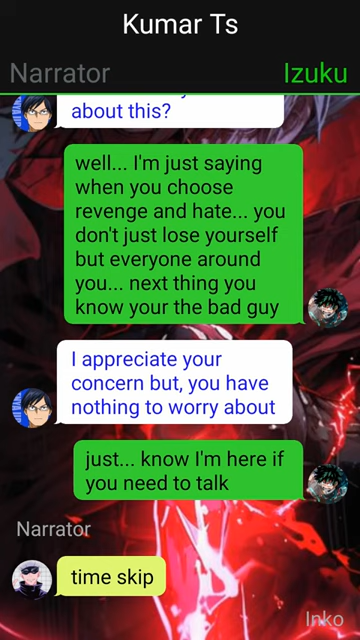 Kumar Ts
Narrator Izuku
about this?
well... I'm just saying
when you choose
revenge and hate... you
don't just lose yourself
but everyone around
you... next thing you
know your the bad guy
I appreciate your
concern but, you have
nothing to worry about
just... know I'm here if
you need to talk
Narrator
time skip
Inko